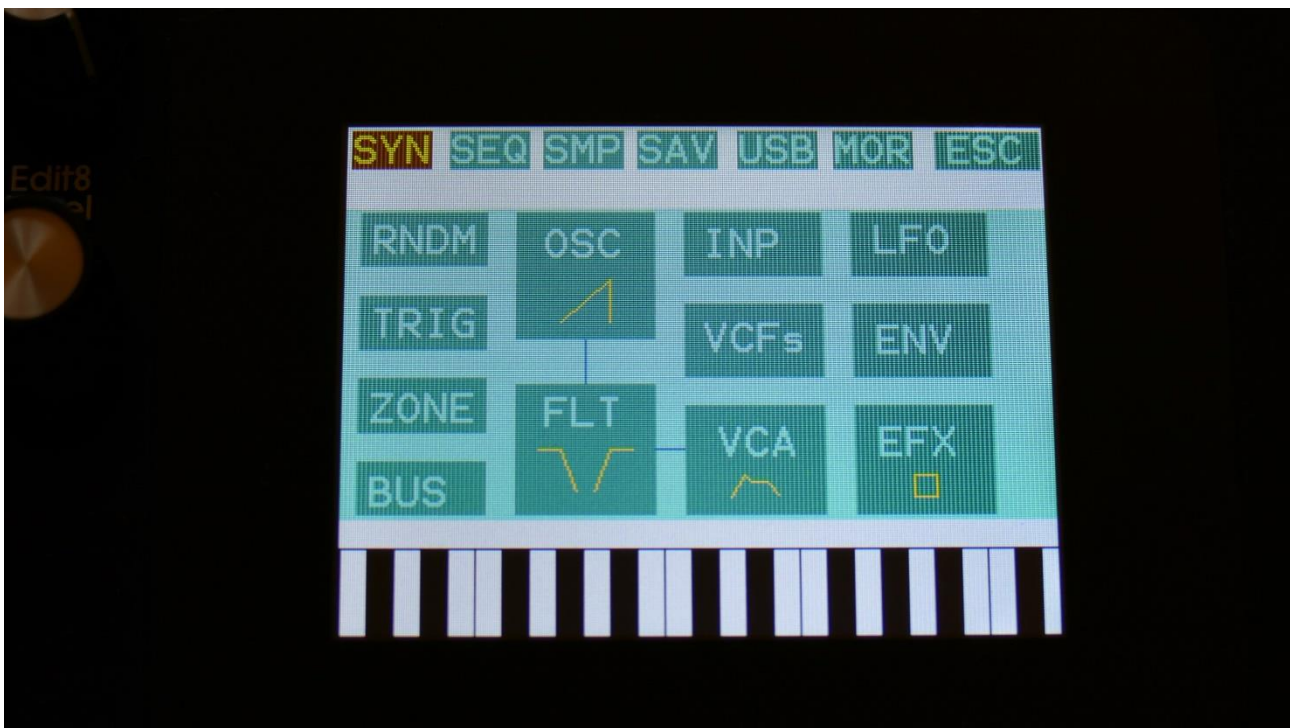 SYN SEQ SMP SAV USB MOR ESC
Edit8
RNDM OSC INP LFO
TRIG VCFs ENV
ZONE FLT VCA EFX
BUS